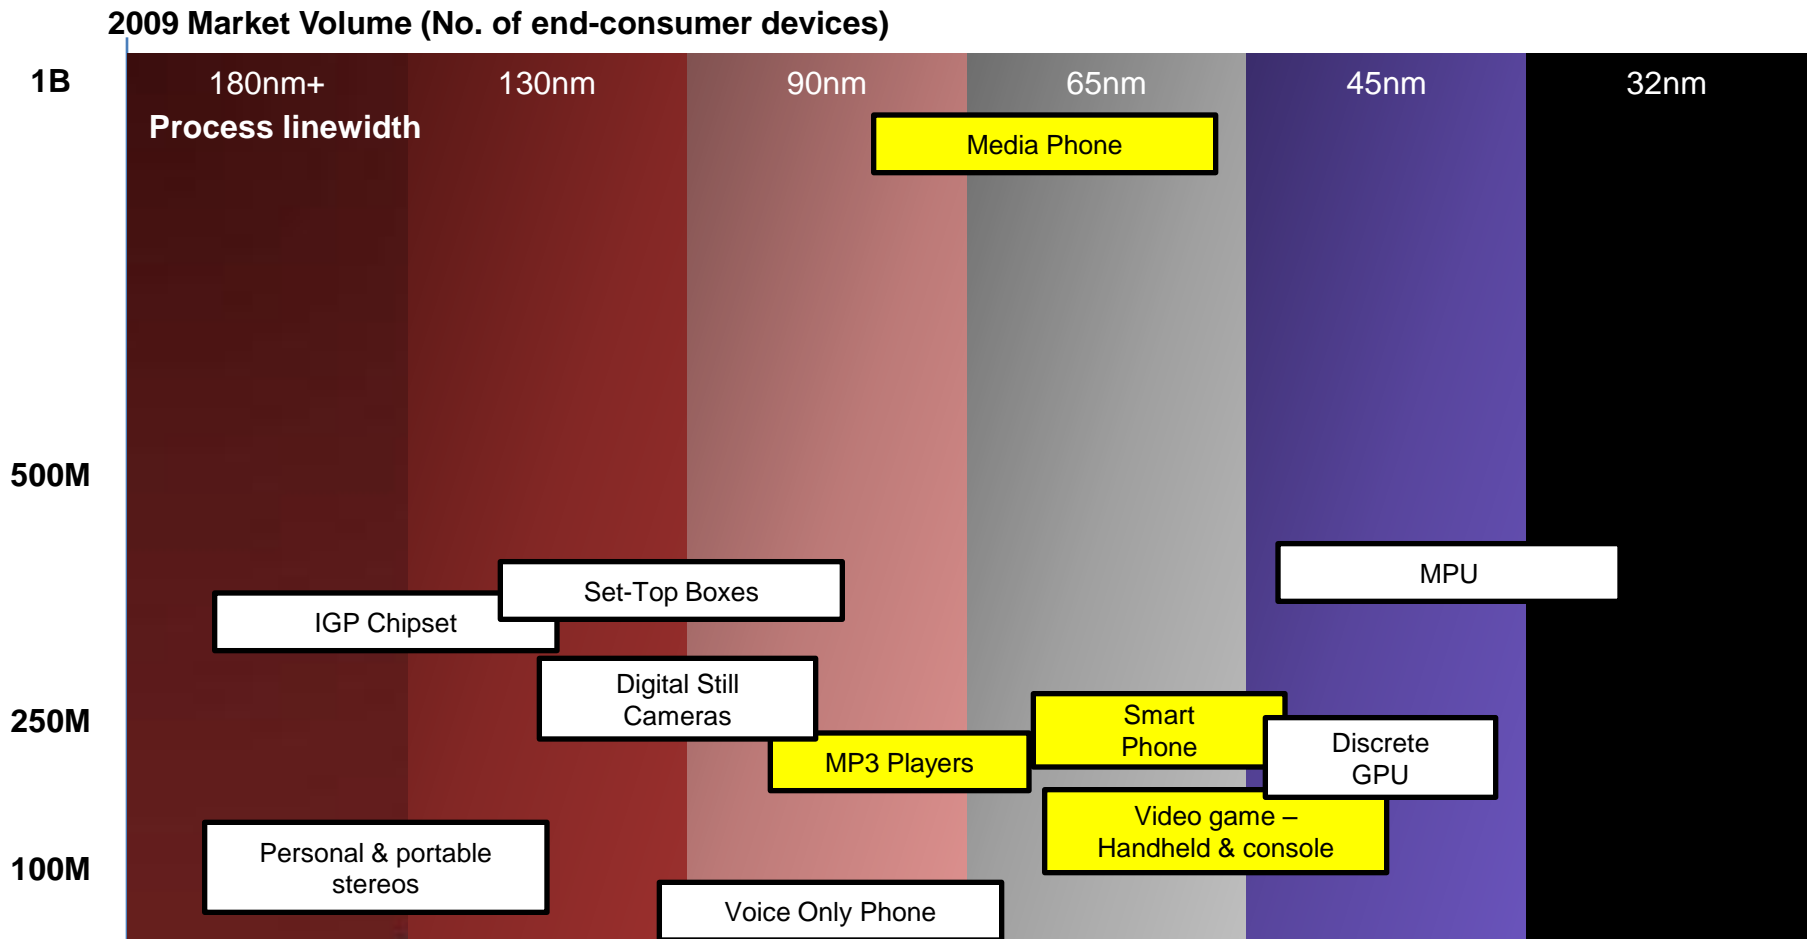 2009 Market Volume (No. of end-consumer devices)
1B
180nm+
130nm
90nm
65nm
45nm
32nm
Process linewidth
Media Phone
500M
MPU
Set-Top Boxes
IGP Chipset
Digital Still
Cameras
250M
Smart
Phone
Discrete
GPU
MP3 Players
Video game –
Handheld & console
100M
Personal & portable
stereos
Voice Only Phone